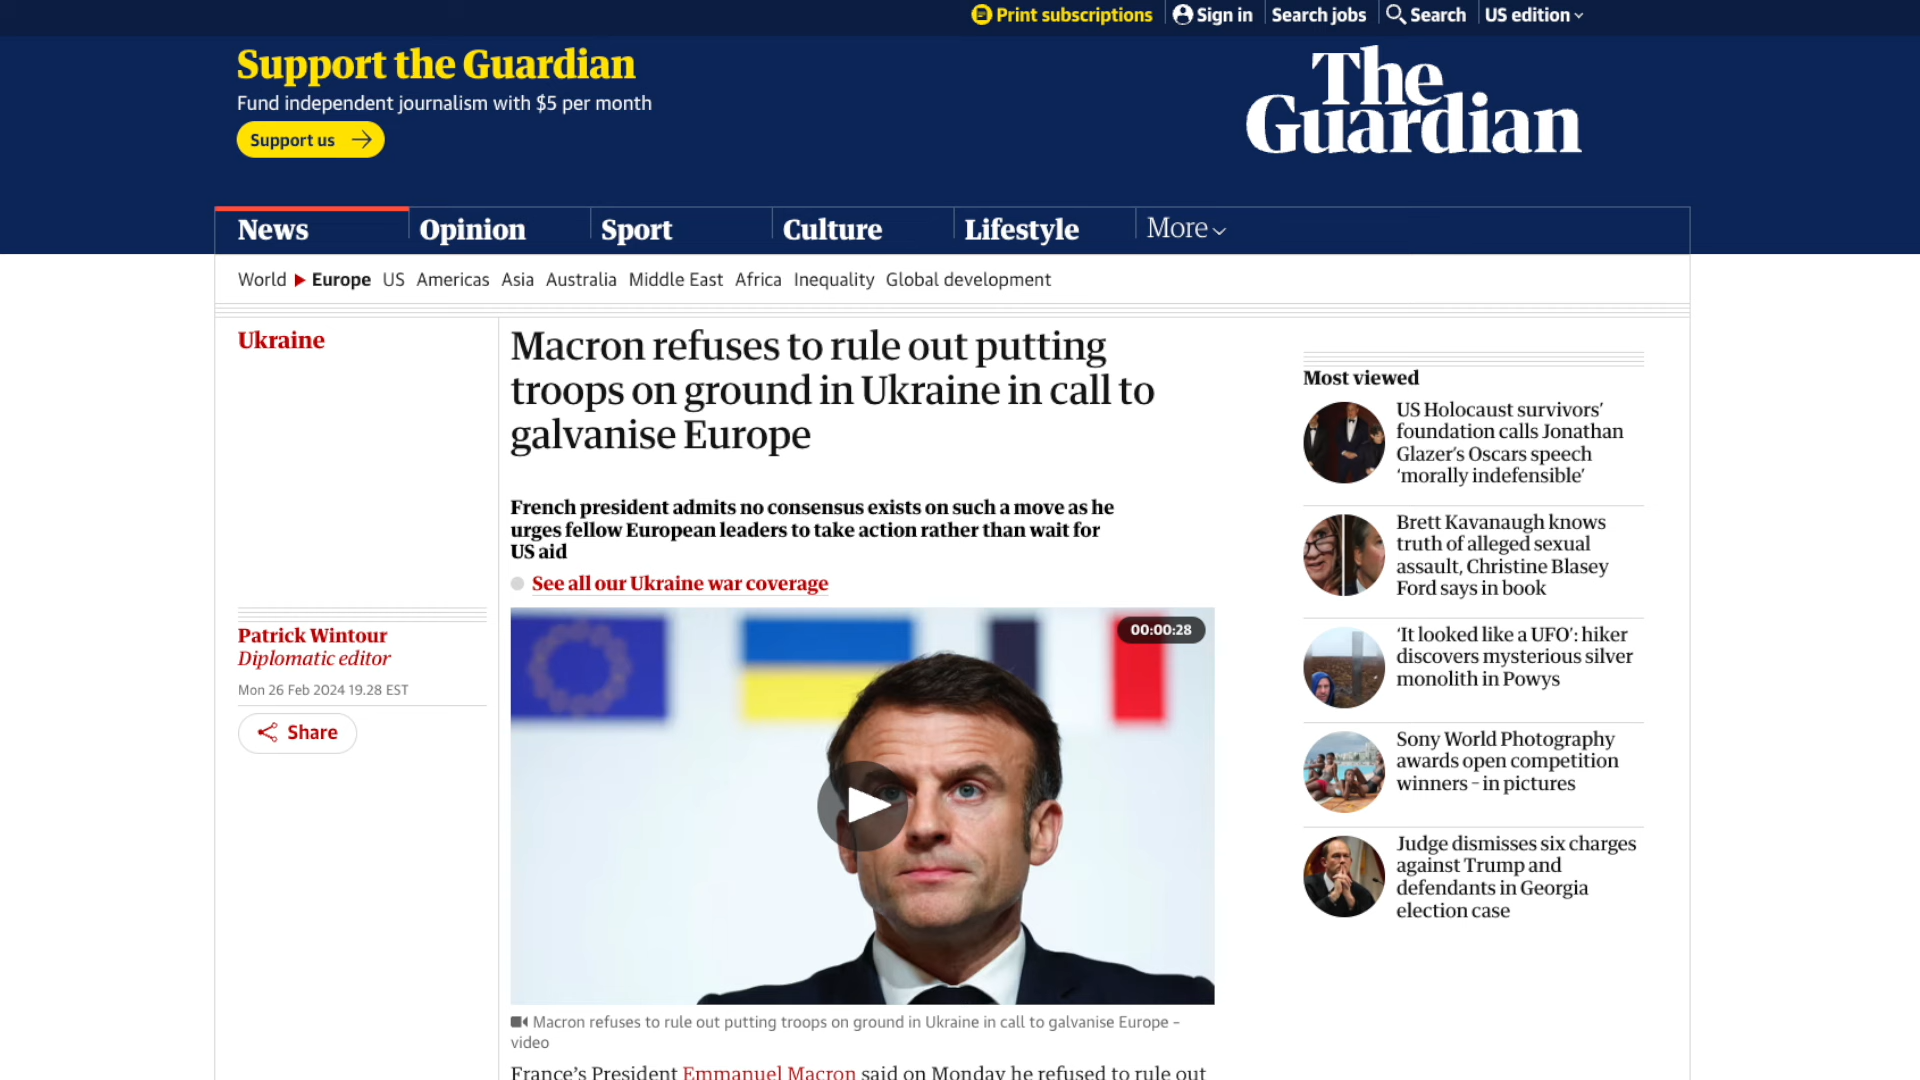 Print subscriptions
Sign in
Search jobs
Search
US edition
Support the Guardian
Fund independent journalism with $5 per month
Support us
The
Guardian
News
Opinion
Sport
Culture
Lifestyle
More
World
Europe
US
Americas
Asia
Australia
Middle East
Africa
Inequality
Global development
Ukraine
Macron refuses to rule out putting
troops on ground in Ukraine in call to
galvanise Europe
French president admits no consensus exists on such a move as he
urges fellow European leaders to take action rather than wait for
US aid
See all our Ukraine war coverage
Patrick Wintour
Diplomatic editor
Mon 26 Feb 2024 19.28 EST
Share
00:00:28
Macron refuses to rule out putting troops on ground in Ukraine in call to galvanise Europe –
video
France’s President Emmanuel Macron said on Monday he refused to rule out
Most viewed
US Holocaust survivors’
foundation calls Jonathan
Glazer’s Oscars speech
‘morally indefensible’
Brett Kavanaugh knows
truth of alleged sexual
assault, Christine Blasey
Ford says in book
‘It looked like a UFO’: hiker
discovers mysterious silver
monolith in Powys
Sony World Photography
awards open competition
winners – in pictures
Judge dismisses six charges
against Trump and
defendants in Georgia
election case